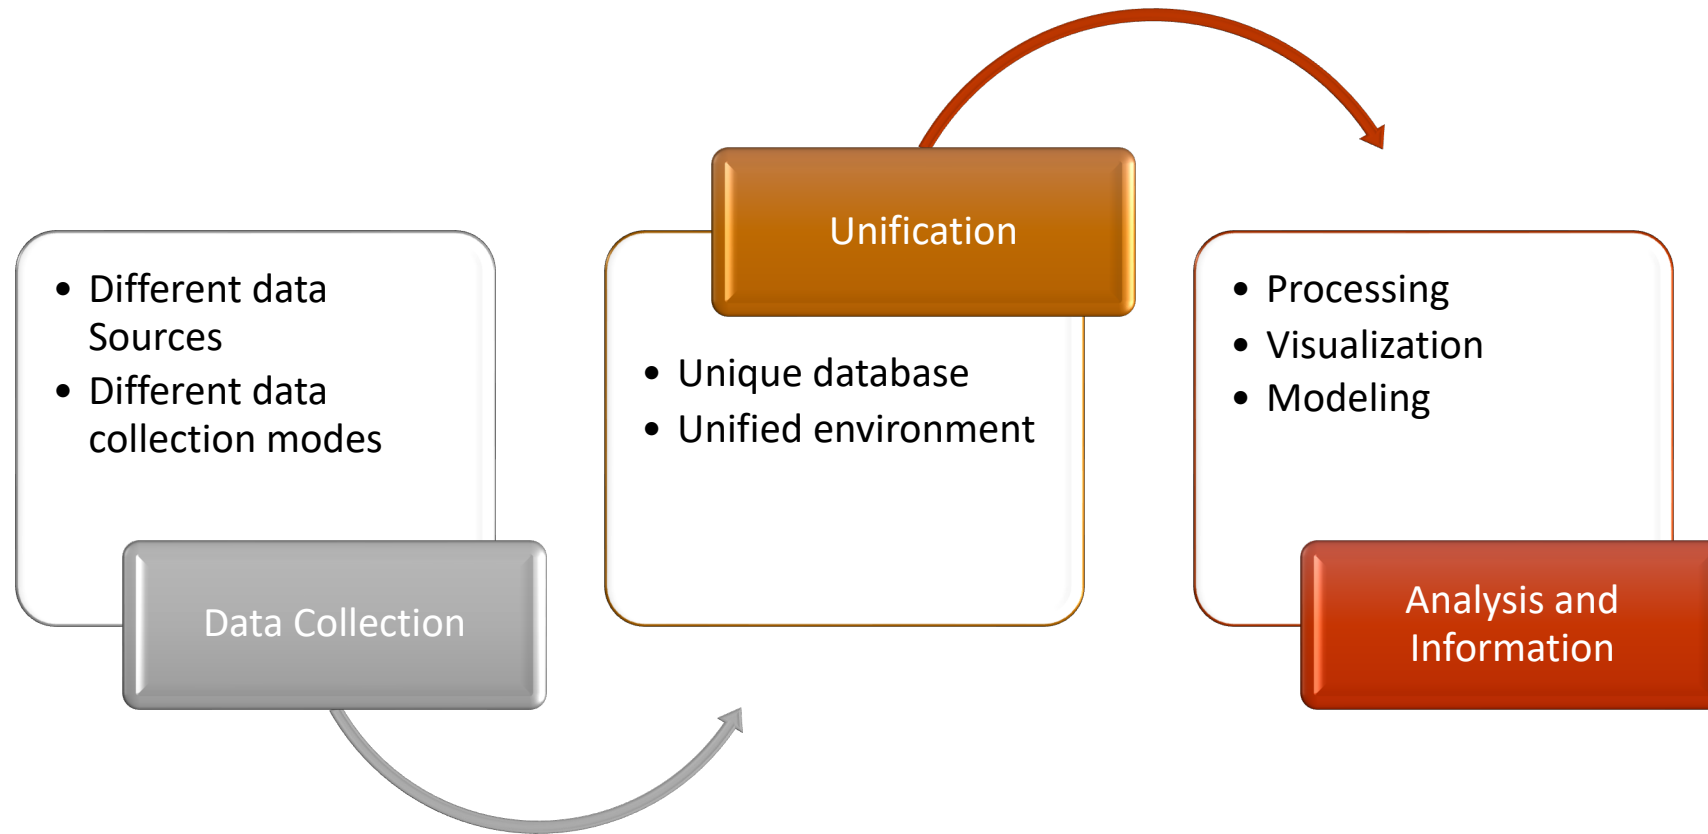 • Different data
Sources
• Different data
collection modes
Data Collection
Unification
• Unique database
• Unified environment
• Processing
• Visualization
• Modeling
Analysis and
Information